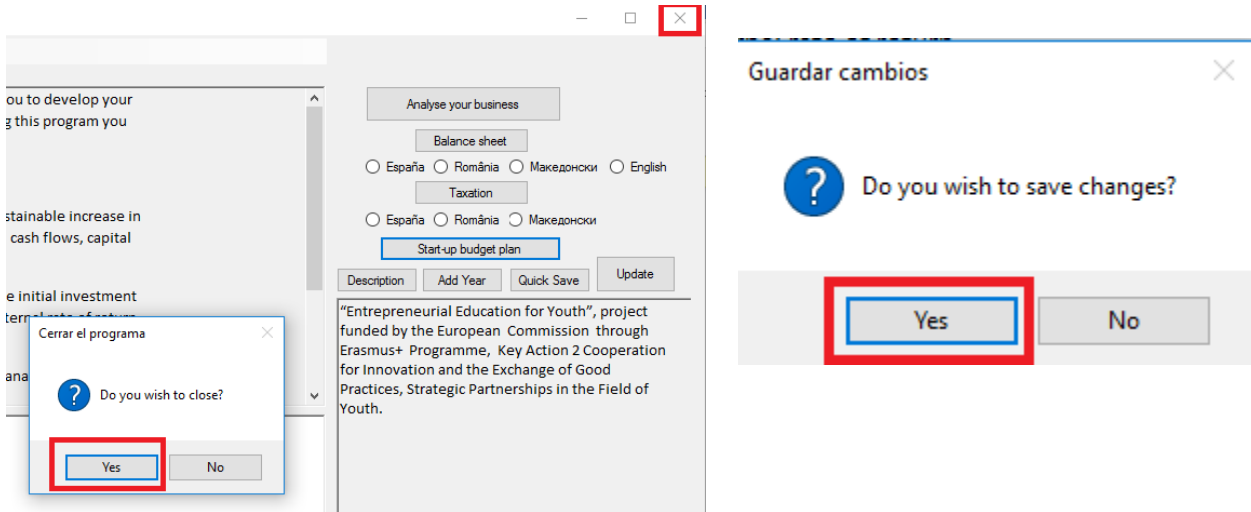 ou to develop your
g this program you
stainable increase in
cash flows, capital
e initial investment
Cerrar el programa
Do you wish to close?
Yes No
Analyse your business
Balance sheet
España România Македонски English
Taxation
España România Македонски
Start-up budget plan
Description Add Year Quick Save Update
“Entrepreneurial Education for Youth”, project
funded by the European Commission through
Erasmus+ Programme, Key Action 2 Cooperation
for Innovation and the Exchange of Good
Practices, Strategic Partnerships in the Field of
Youth.
Guardar cambios
Do you wish to save changes?
Yes No